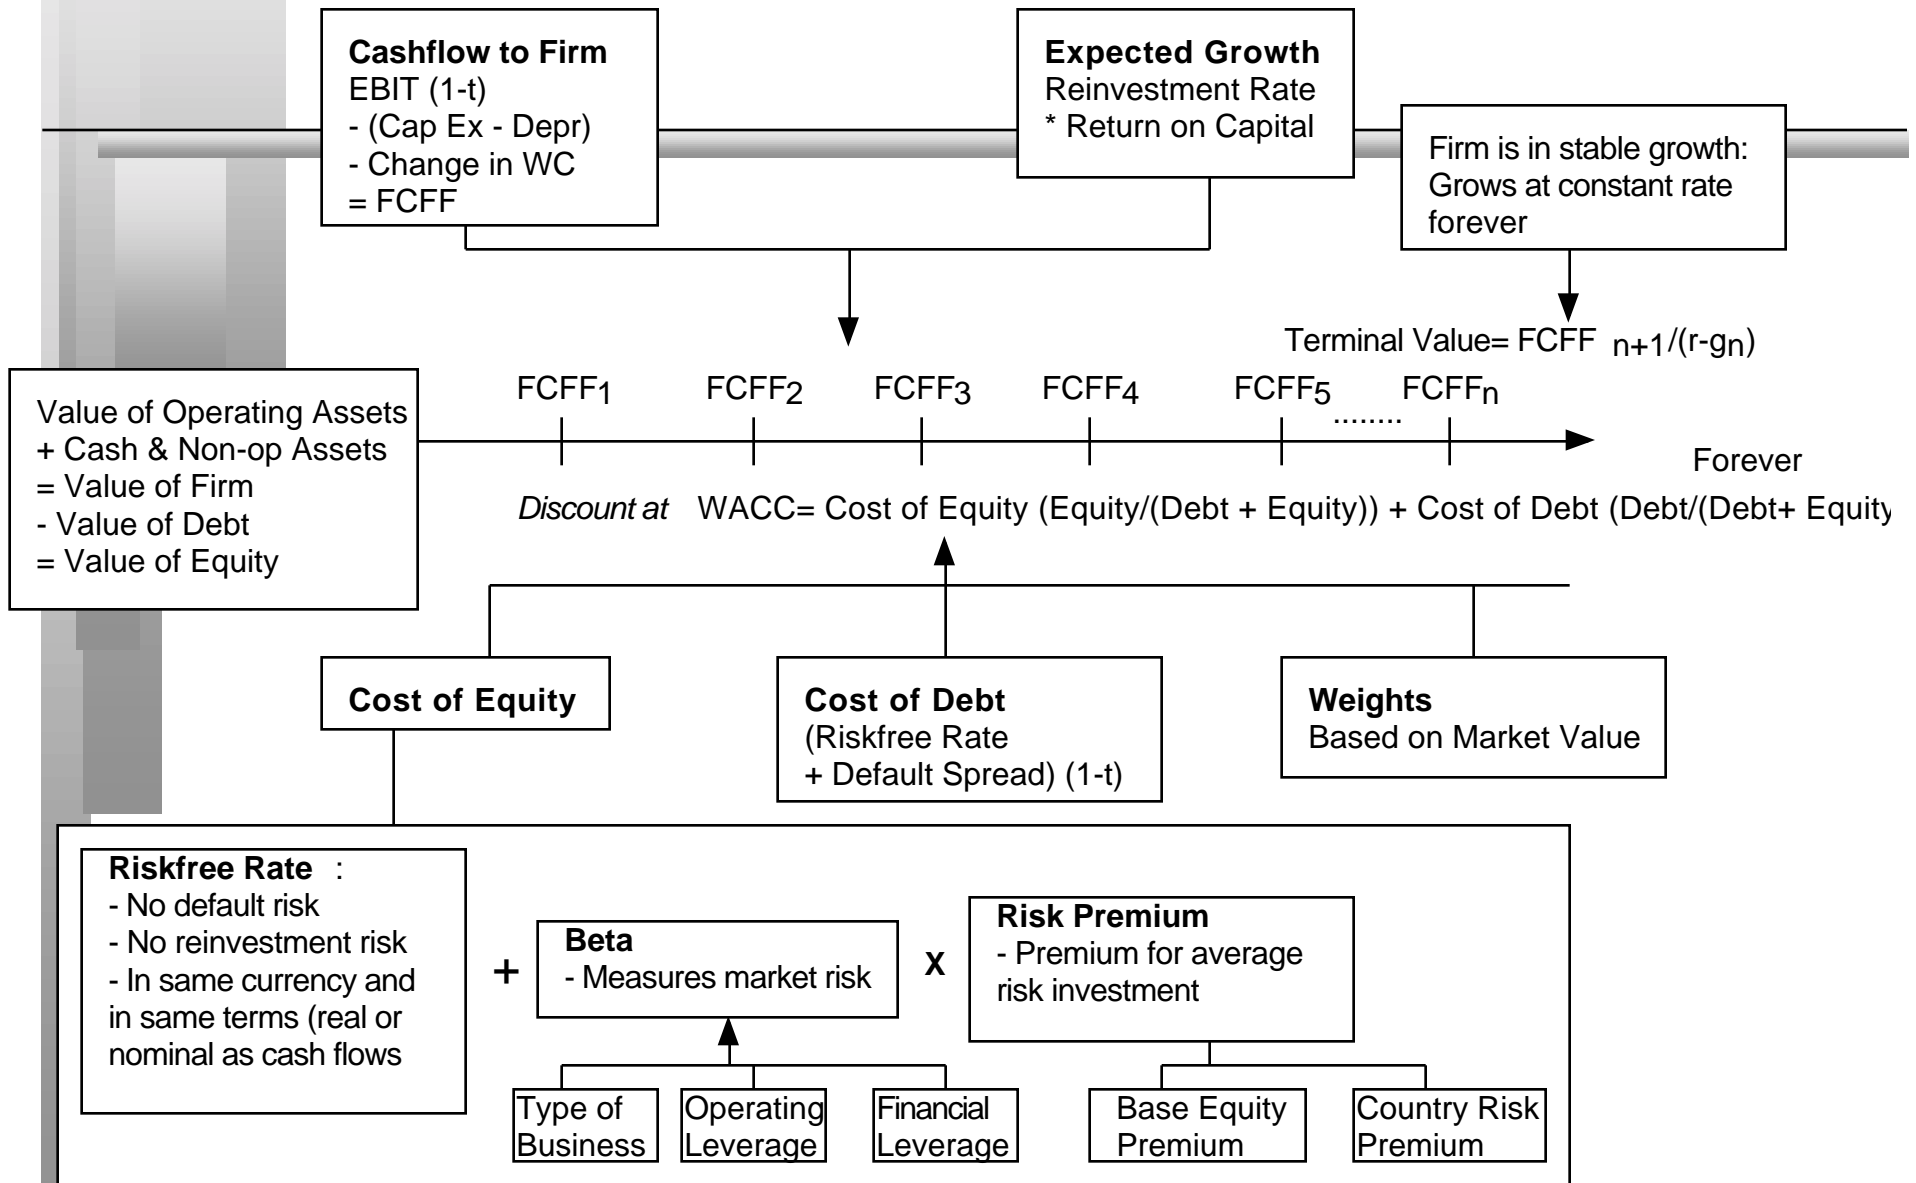 Cashflow to Firm
EBIT (1-t)
- (Cap Ex - Depr)
- Change in WC
= FCFF
Expected Growth
Reinvestment Rate
* Return on Capital
Firm is in stable growth:
Grows at constant rate
forever
Terminal Value= FCFF n+1/(r-gn)
FCFF1 FCFF2 FCFF3 FCFF4 FCFF5 ........ FCFFn
Forever
Value of Operating Assets
+ Cash & Non-op Assets
= Value of Firm
- Value of Debt
= Value of Equity
Discount at WACC= Cost of Equity (Equity/(Debt + Equity)) + Cost of Debt (Debt/(Debt+ Equity
Cost of Equity
Cost of Debt
(Riskfree Rate
+ Default Spread) (1-t)
Weights
Based on Market Value
Riskfree Rate :
- No default risk
- No reinvestment risk
- In same currency and
in same terms (real or
nominal as cash flows
+
Beta
- Measures market risk
X
Risk Premium
- Premium for average
risk investment
Type of
Business
Operating
Leverage
Financial
Leverage
Base Equity
Premium
Country Risk
Premium